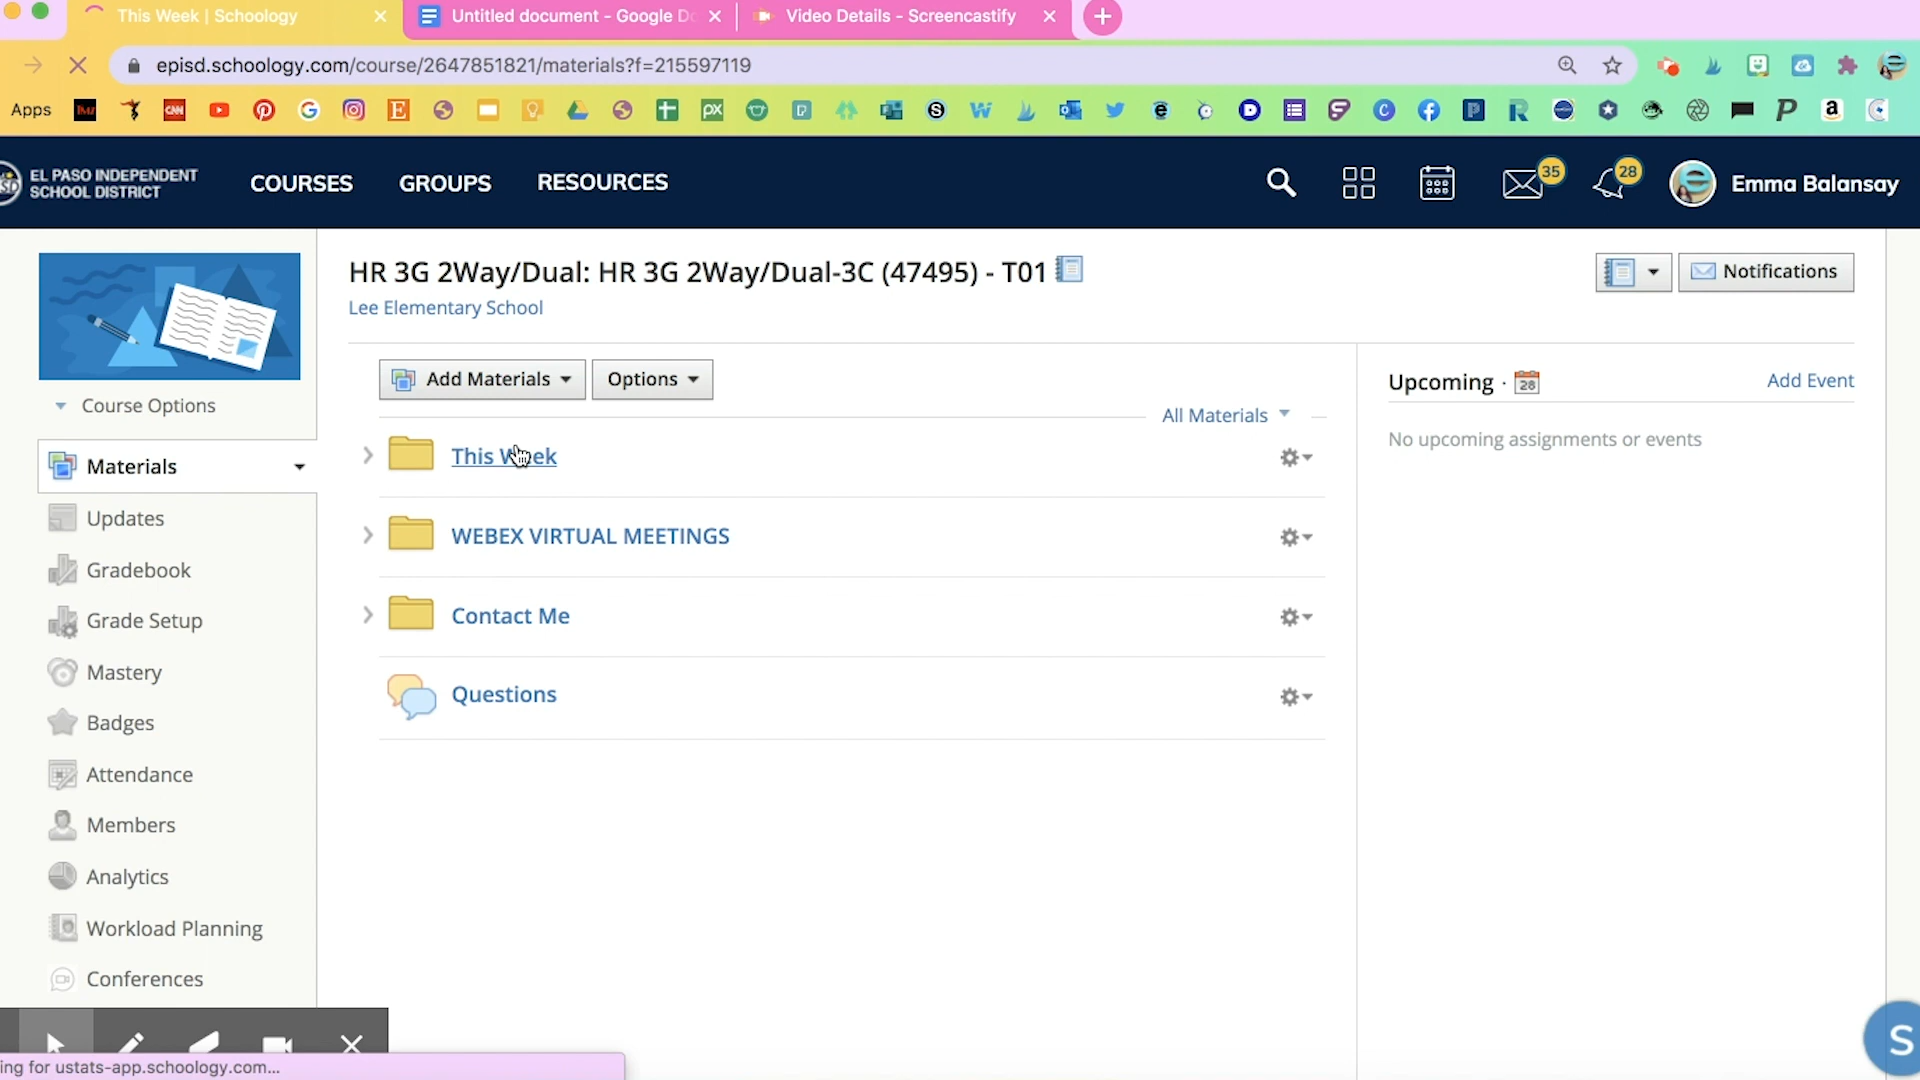 This Week | Schoology
Untitled document - Google Do
Video Details - Screencastify
episd.schoology.com/course/2647851821/materials?f=215597119
Apps
EL PASO INDEPENDENT
SCHOOL DISTRICT
COURSES
GROUPS
RESOURCES
35
28
Emma Balansay
HR 3G 2Way/Dual: HR 3G 2Way/Dual-3C (47495) - T01
Notifications
Lee Elementary School
Course Options
Materials
Updates
Gradebook
Grade Setup
Mastery
Badges
Attendance
Members
Analytics
Workload Planning
Conferences
Add Materials
Options
All Materials
This Week
WEBEX VIRTUAL MEETINGS
Contact Me
Questions
Upcoming · 28
Add Event
No upcoming assignments or events
S
ing for ustats-app.schoology.com...